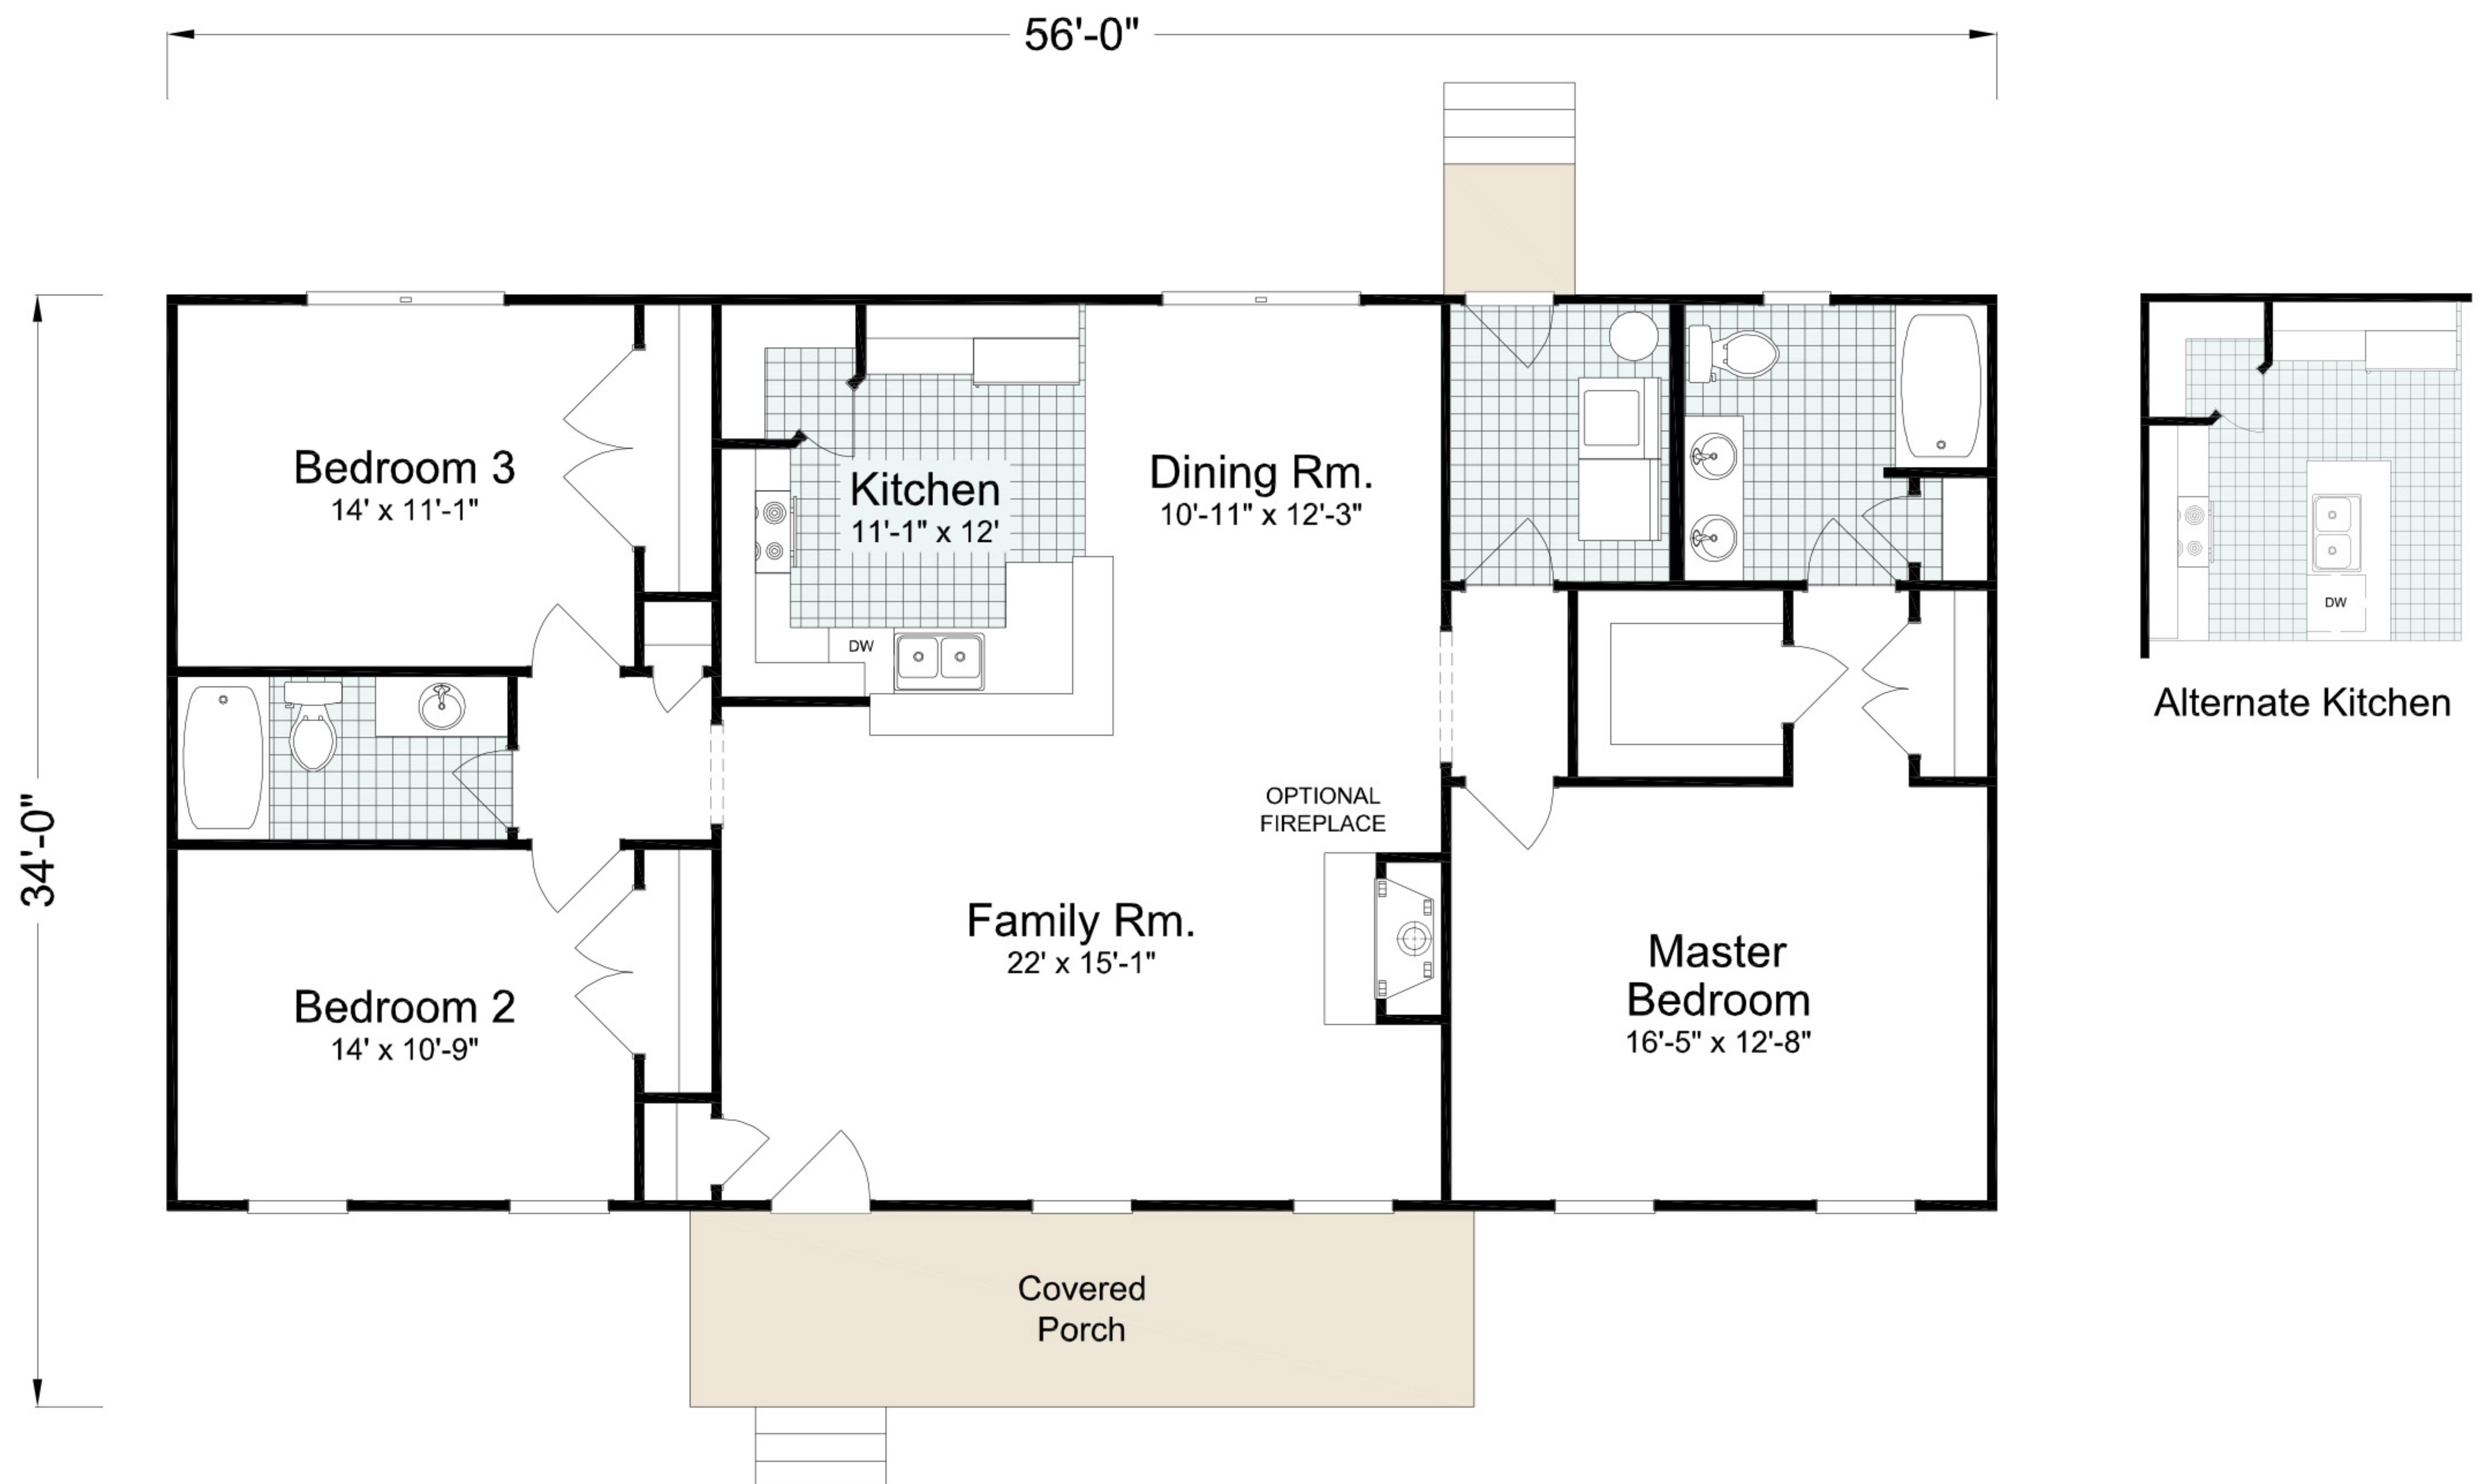 56'-0"
34'-0"
Bedroom 3
14' x 11'-1"
Kitchen
11'-1" x 12'
DW
Dining Rm.
10'-11" x 12'-3"
DW
Alternate Kitchen
OPTIONAL
FIREPLACE
Family Rm.
22' x 15'-1"
Bedroom 2
14' x 10'-9"
Master
Bedroom
16'-5" x 12'-8"
Covered
Porch